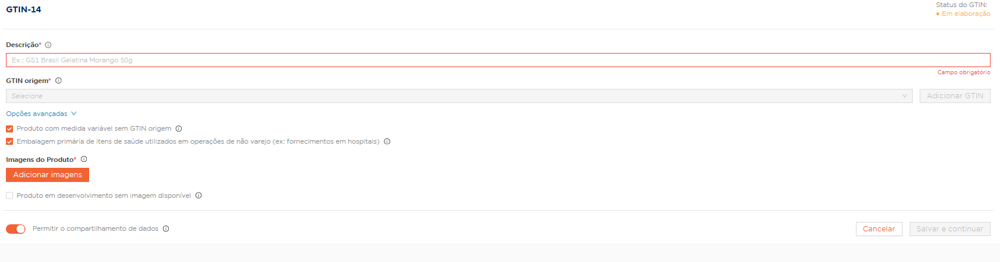 GTIN-14
Status do GTIN:
Em elaboração
Descrição*
Ex.: GS1 Brasil Gelatina Morango 50g
Campo obrigatório
GTIN origem*
Selecione
Adicionar GTIN
Opções avançadas
Produto com medida variável sem GTIN origem
Embalagem primária de itens de saúde utilizados em operações de não varejo (ex: fornecimentos em hospitais)
Imagens do Produto*
Adicionar imagens
Produto em desenvolvimento sem imagem disponível
Permitir o compartilhamento de dados
Cancelar
Salvar e continuar